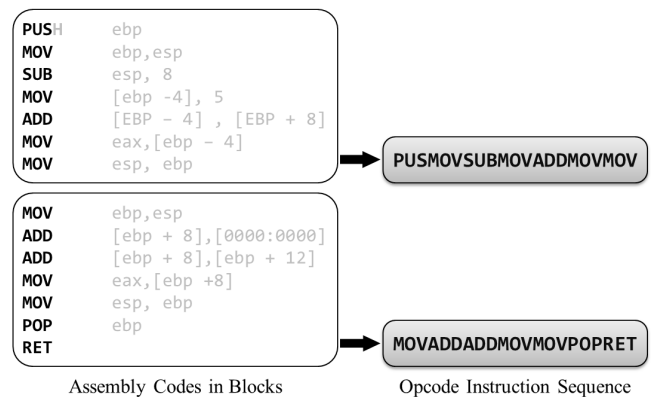 PUSH ebp
MOV ebp,esp
SUB esp, 8
MOV [ebp -4], 5
ADD [EBP – 4] , [EBP + 8]
MOV eax,[ebp – 4]
MOV esp, ebp
PUSMOVSUBMOVADDMOVMOV
MOV ebp,esp
ADD [ebp + 8],[0000:0000]
ADD [ebp + 8],[ebp + 12]
MOV eax,[ebp +8]
MOV esp, ebp
POP ebp
RET
MOVADDADDMOVMOVPOPRET
Assembly Codes in Blocks
Opcode Instruction Sequence